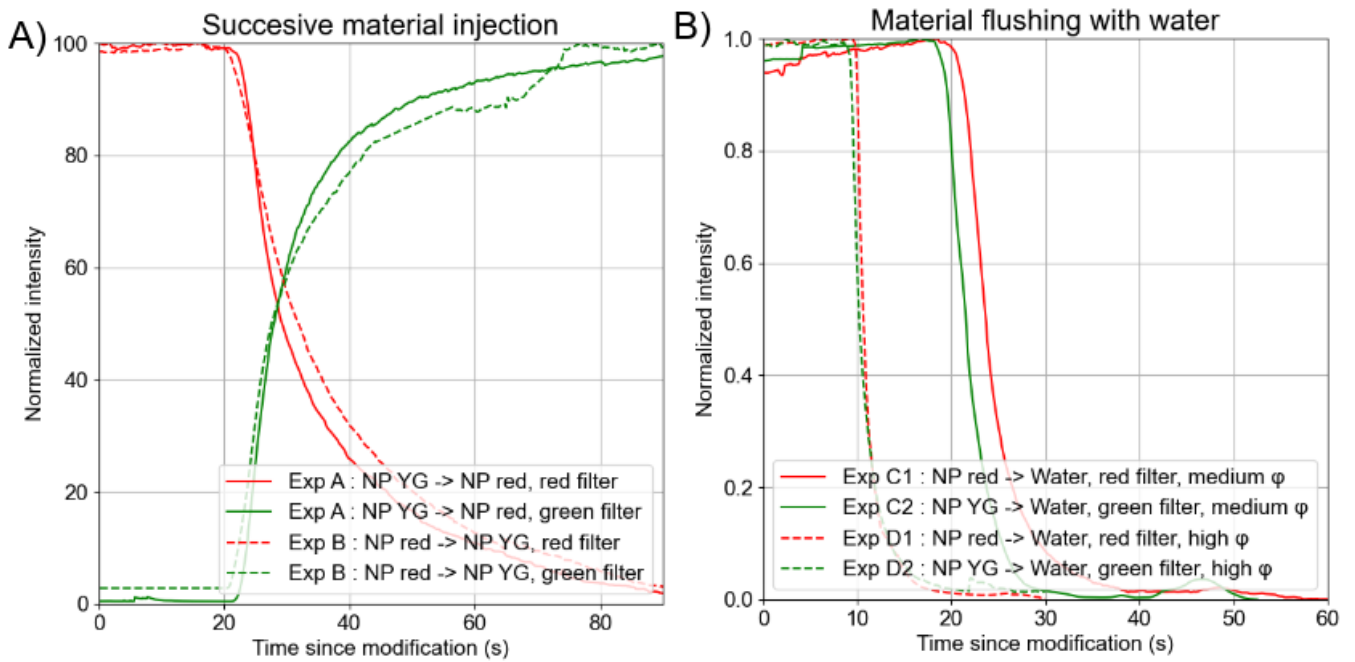 A)
Succesive material injection
100
80
60
40
20
0
Normalized intensity
0 20 40 60 80
Time since material injection (s)
Exp A : NP YG -> NP red, red filter
Exp A : NP YG -> NP red, green filter
Exp B : NP red -> NP YG, red filter
Exp B : NP red -> NP YG, green filter
B)
Material flushing with water
1.0
0.8
0.6
0.4
0.2
0.0
Normalized intensity
0 10 20 30 40 50 60
Time since modification (s)
Exp C1 : NP red -> Water, red filter, medium φ
Exp C2 : NP YG -> Water, green filter, medium φ
Exp D1 : NP red -> Water, red filter, high φ
Exp D2 : NP YG -> Water, green filter, high φ